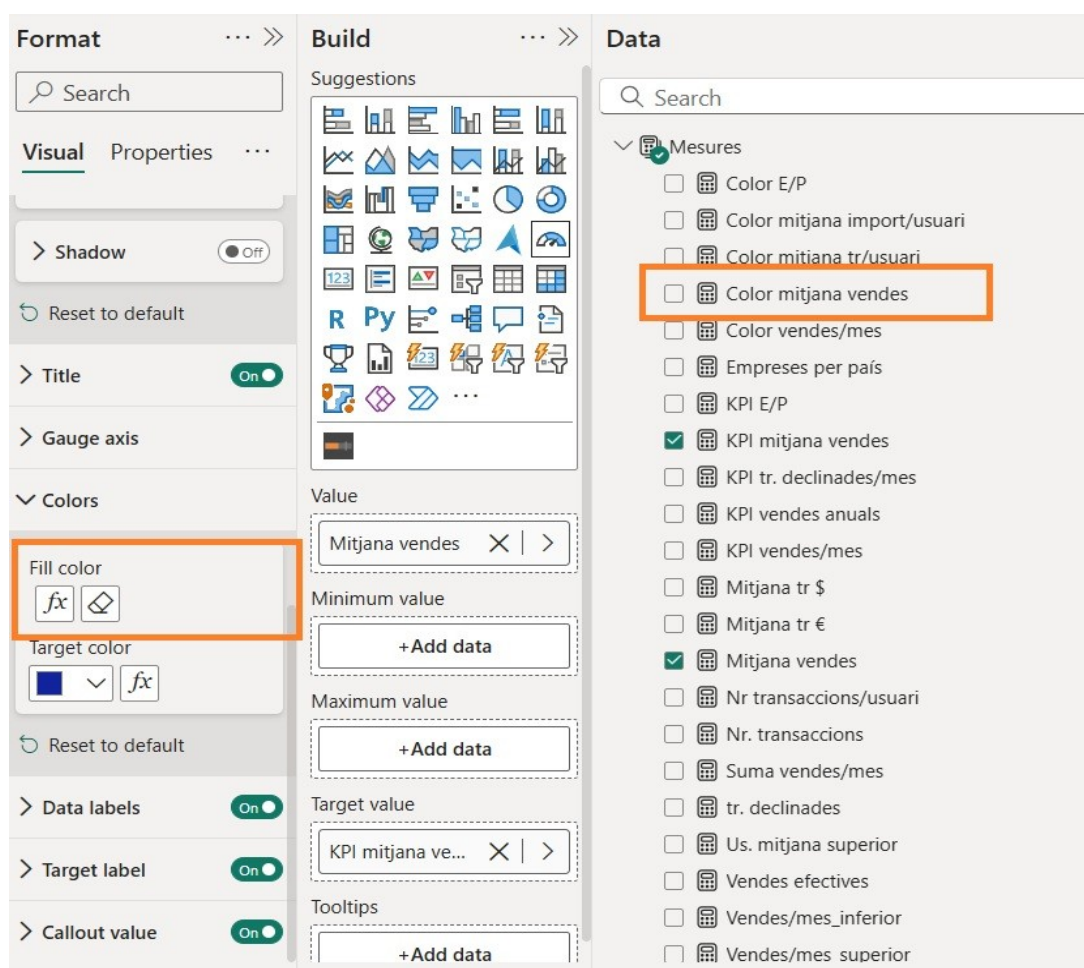 Format
Search
Visual
Properties
Shadow
Off
Reset to default
Title
On
Gauge axis
Colors
Fill color
fx
Target color
fx
Reset to default
Data labels
On
Target label
On
Callout value
On
Build
Suggestions
123
R
Py
123
Value
Mitjana vendes
Minimum value
+Add data
Maximum value
+Add data
Target value
KPI mitjana ve...
Tooltips
+Add data
Data
Search
Mesures
Color E/P
Color mitjana import/usuari
Color mitjana tr/usuari
Color mitjana vendes
Color vendes/mes
Empreses per país
KPI E/P
KPI mitjana vendes
KPI tr. declinades/mes
KPI vendes anuals
KPI vendes/mes
Mitjana tr $
Mitjana tr €
Mitjana vendes
Nr transaccions/usuari
Nr. transaccions
Suma vendes/mes
tr. declinades
Us. mitjana superior
Vendes efectives
Vendes/mes_inferior
Vendes/mes_superior